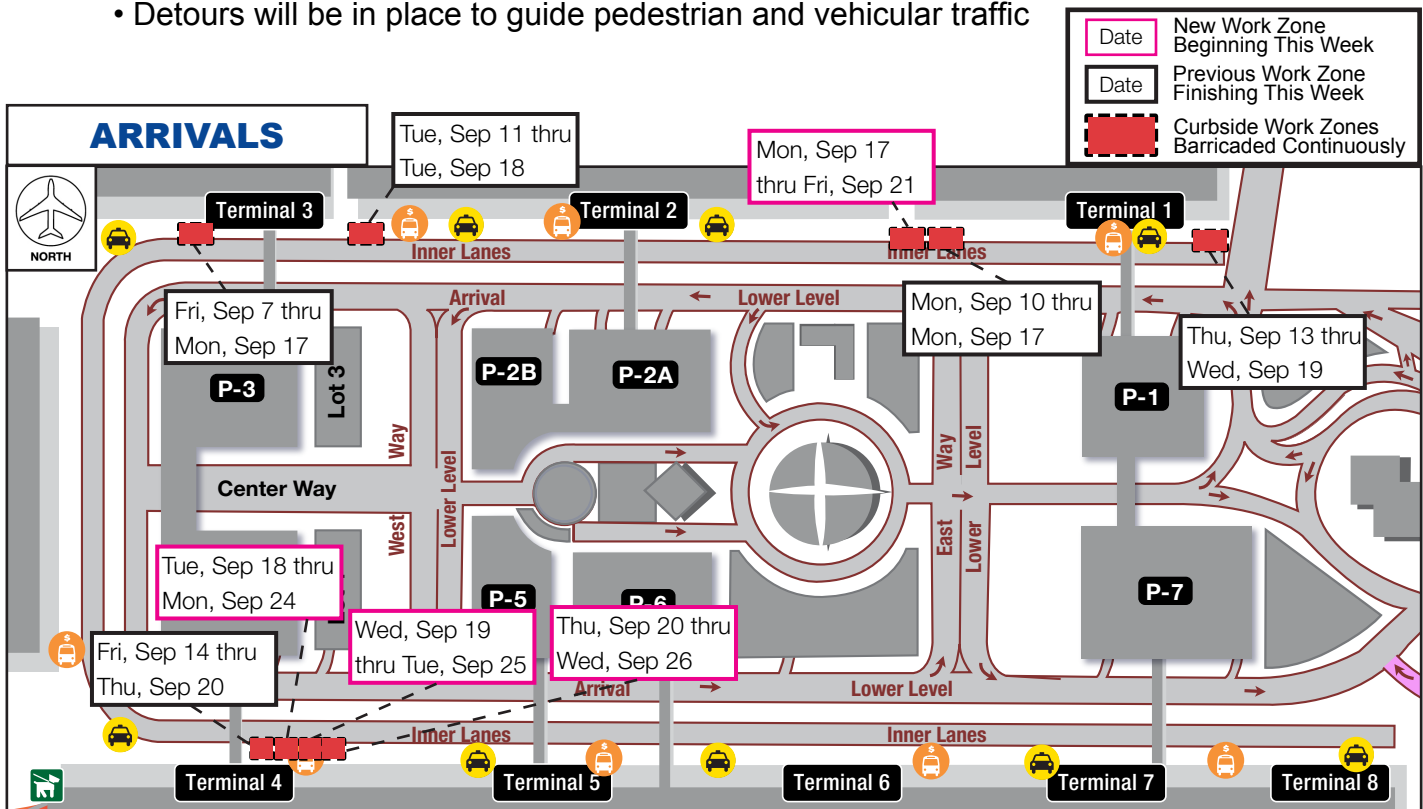 • Detours will be in place to guide pedestrian and vehicular traffic
Date
New Work Zone
Beginning This Week
Date
Previous Work Zone
Finishing This Week
Curbside Work Zones
Barricaded Continuously
ARRIVALS
NORTH
Tue, Sep 11 thru
Tue, Sep 18
Mon, Sep 17
thru Fri, Sep 21
Terminal 3
Terminal 2
Terminal 1
$
$
$
Inner Lanes
Inner Lanes
Arrival
Lower Level
Fri, Sep 7 thru
Mon, Sep 17
Mon, Sep 10 thru
Mon, Sep 17
Thu, Sep 13 thru
Wed, Sep 19
P-3
Lot 3
P-2B
P-2A
P-1
West Way
Lower Level
East Way
Lower Level
Center Way
Tue, Sep 18 thru
Mon, Sep 24
P-5
P-6
P-7
Wed, Sep 19
thru Tue, Sep 25
Thu, Sep 20 thru
Wed, Sep 26
$
Fri, Sep 14 thru
Thu, Sep 20
Arrival
Lower Level
Inner Lanes
Inner Lanes
$
$
$
Terminal 4
Terminal 5
Terminal 6
Terminal 7
Terminal 8